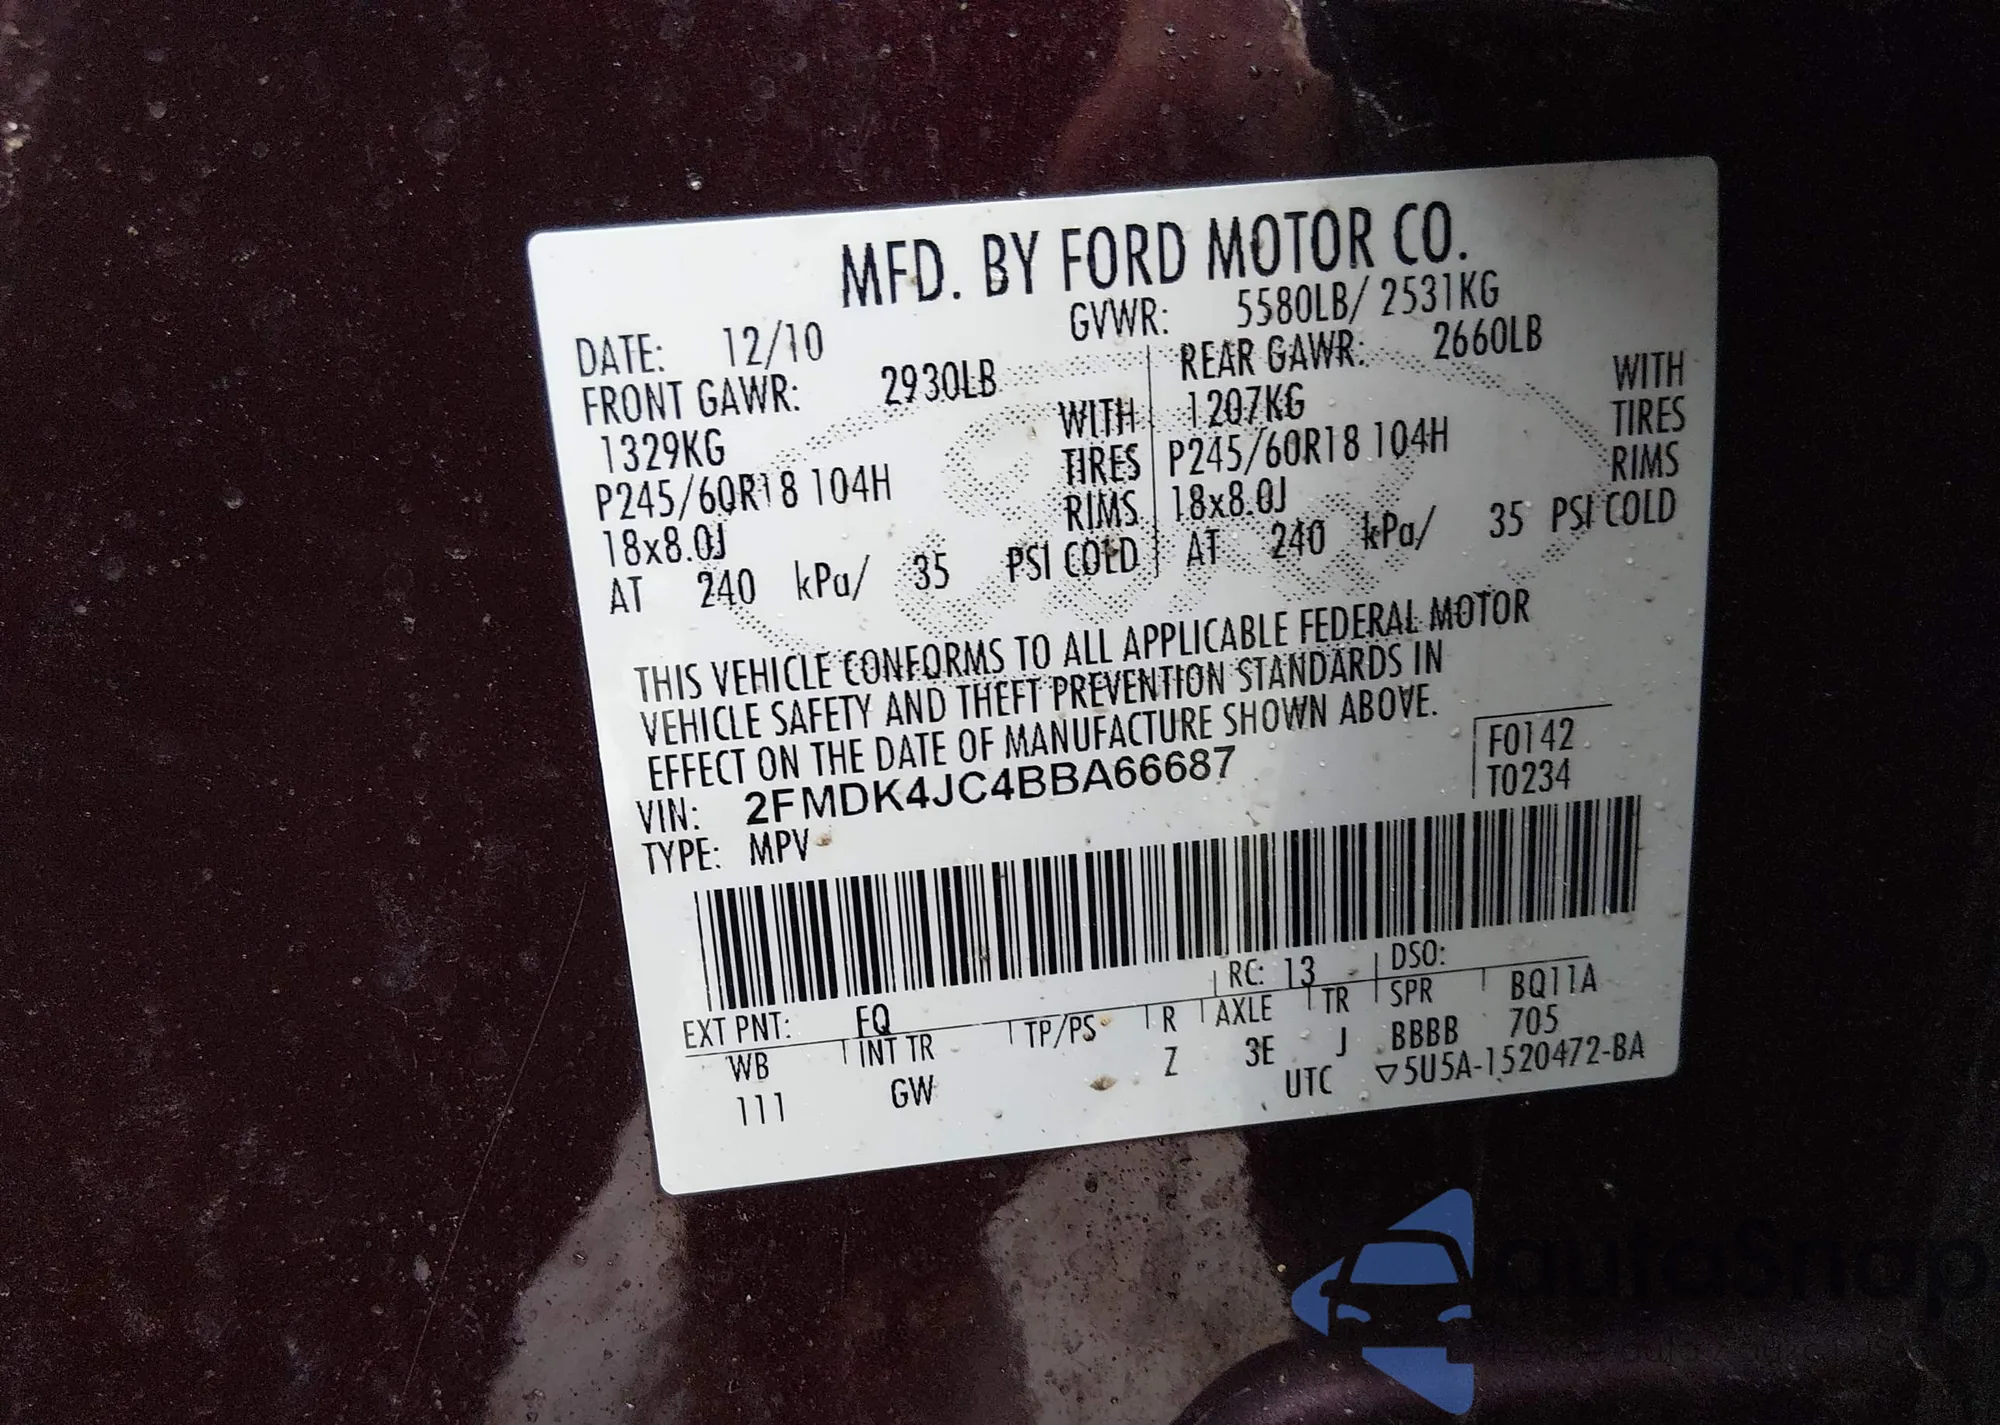 MFD. BY FORD MOTOR CO.
DATE: 12/10 GVWR: 5580LB/ 2531KG
FRONT GAWR: 2930LB REAR GAWR: 2660LB
1329KG WITH 1207KG WITH
P245/60R18 104H TIRES P245/60R18 104H TIRES
18x8.0J RIMS 18x8.0J RIMS
AT 240 kPa/ 35 PSI COLD AT 240 kPa/ 35 PSI COLD
THIS VEHICLE CONFORMS TO ALL APPLICABLE FEDERAL MOTOR
VEHICLE SAFETY AND THEFT PREVENTION STANDARDS IN
EFFECT ON THE DATE OF MANUFACTURE SHOWN ABOVE.
VIN: 2FMDK4JC4BBA66687 F0142
TYPE: MPV T0234
EXT PNT: FQ RC: 13 DSO:
WB INT TR TP/PS R AXLE TR SPR BQ11A
111 GW Z 3E J BBBB 705
UTC ▽5U5A-1520472-BA
autoSnap